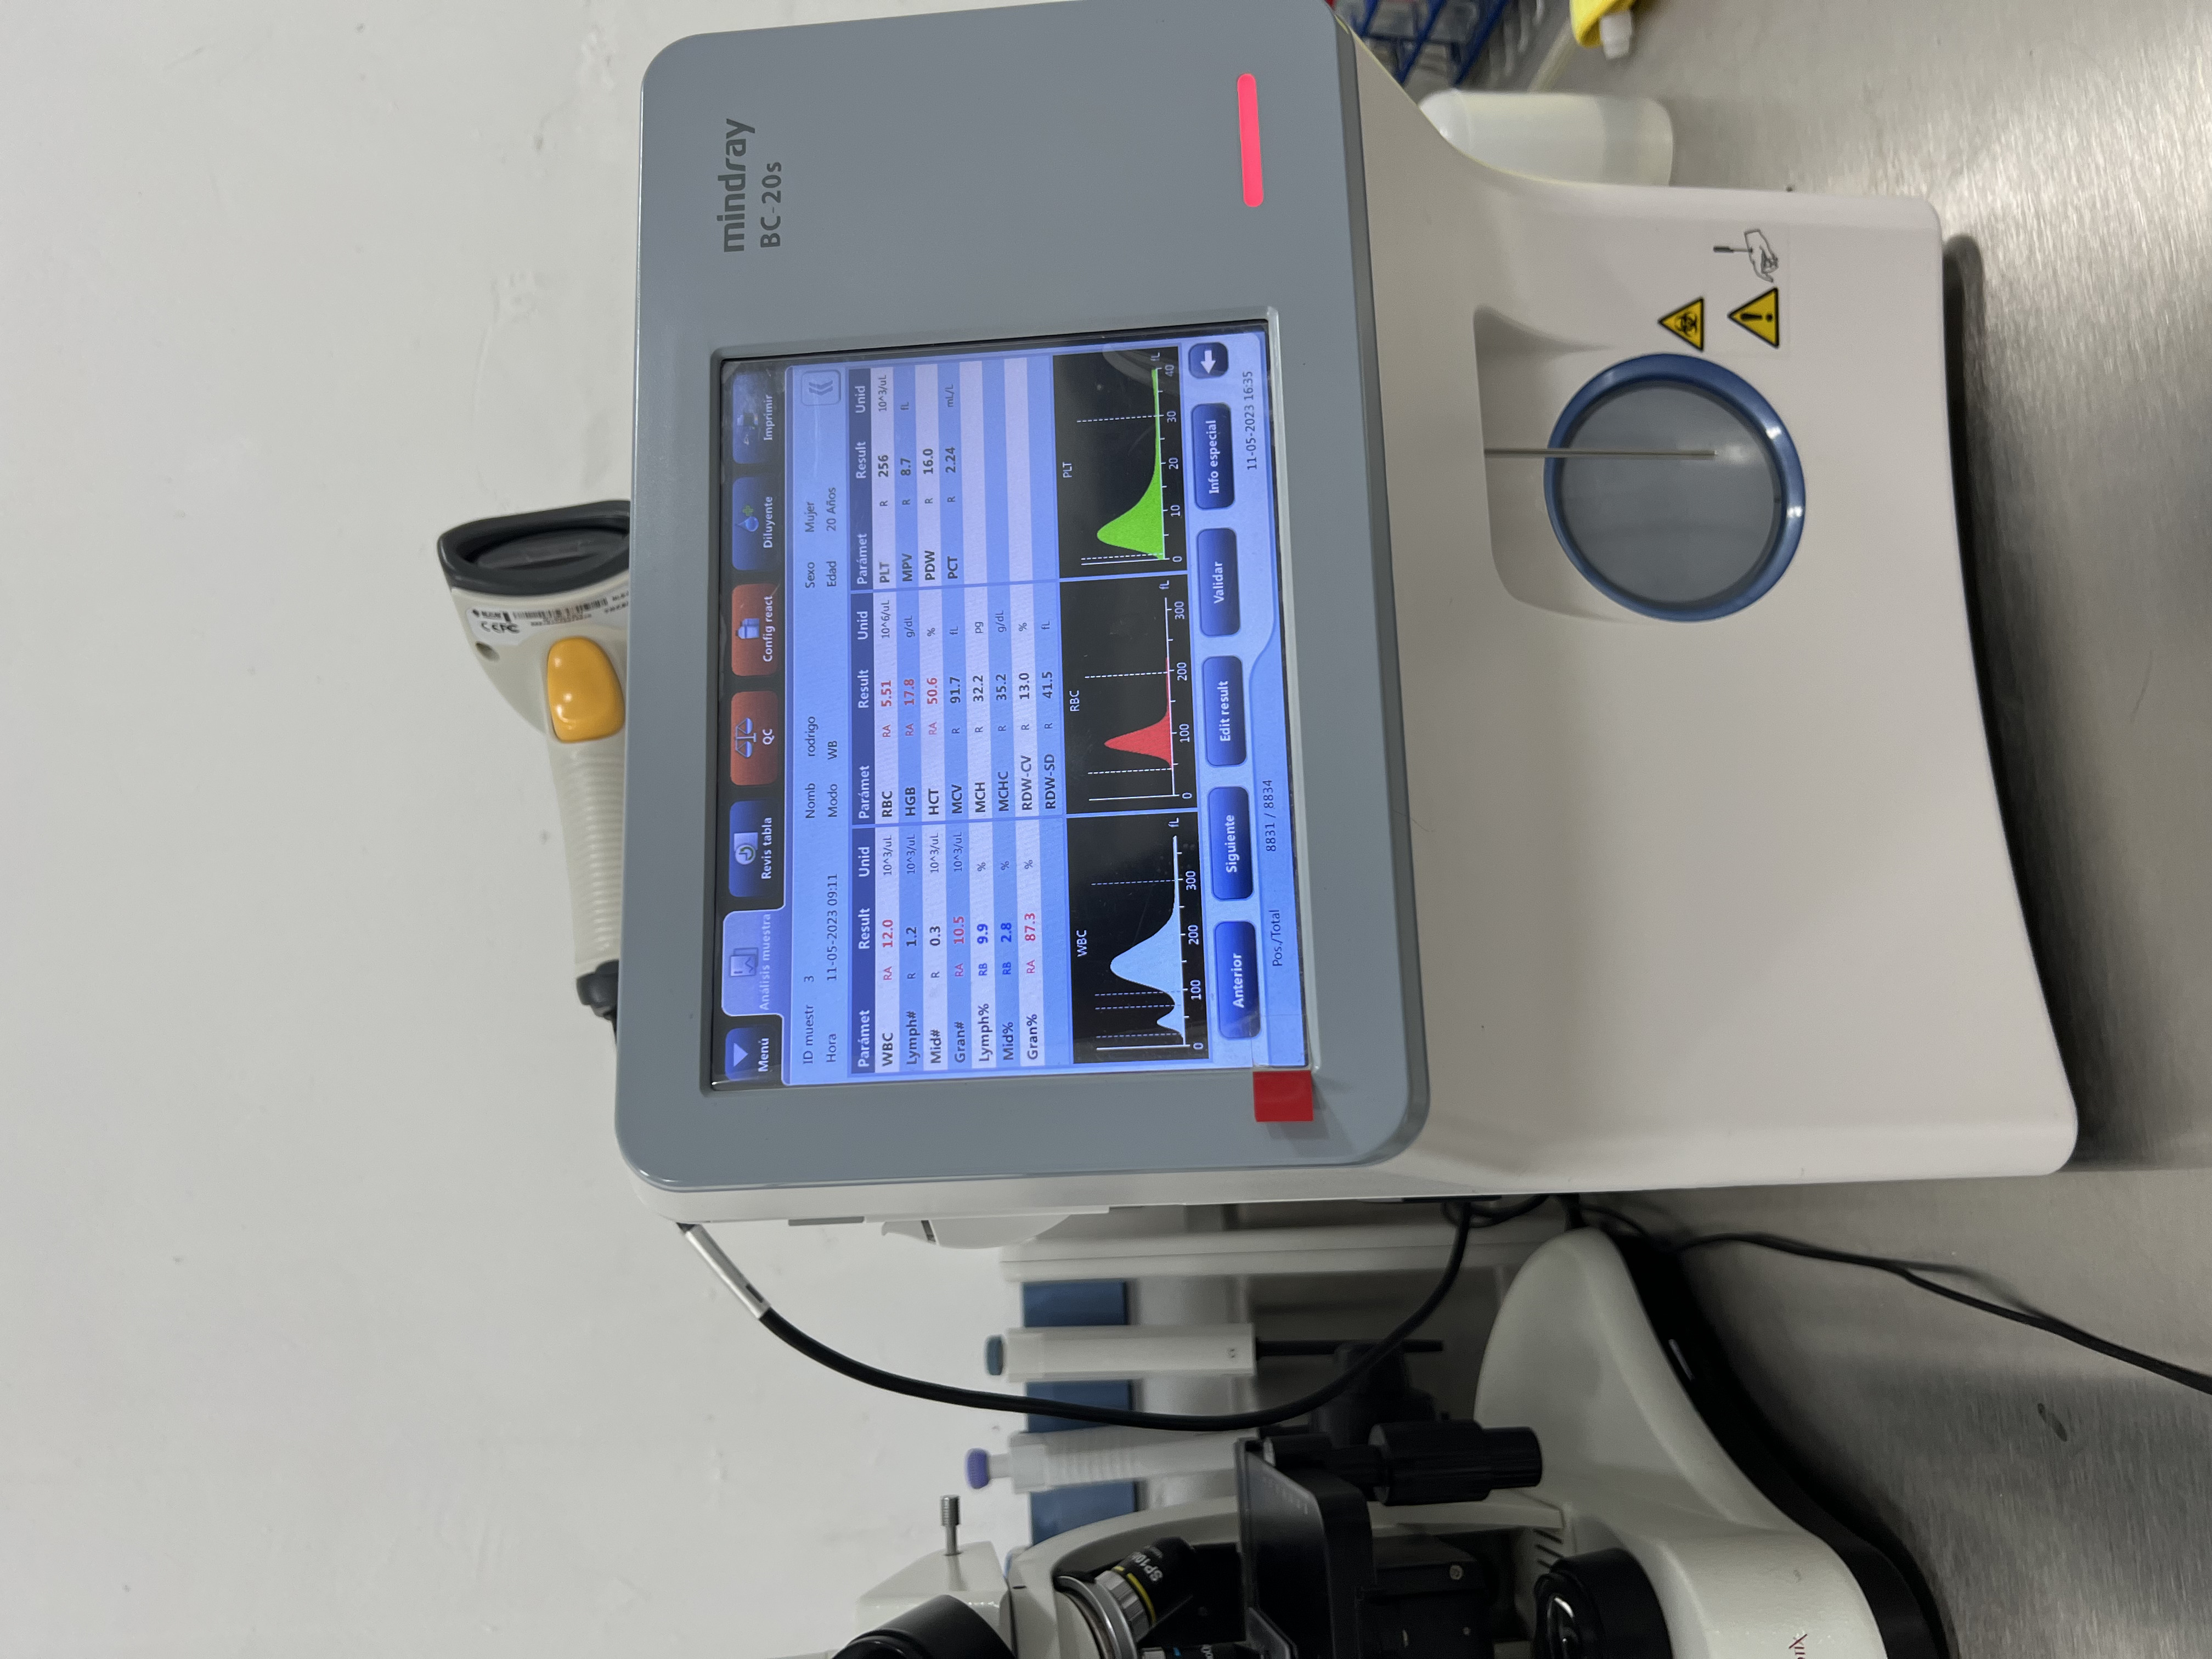 mindray
BC-20s
Menú
Análisis muestra
Revis tabla
QC
Config react
Diluyente
Imprimir
ID muestr 3 Nomb rodrigo Sexo Mujer
Hora 11-05-2023 09:11 Modo WB Edad 20 Años
Parámet Result Unid
WBC RA 12.0 10^3/uL
Lymph# R 1.2 10^3/uL
Mid# R 0.3 10^3/uL
Gran# RA 10.5 10^3/uL
Lymph% RB 9.9 %
Mid% RB 2.8 %
Gran% RA 87.3 %
Parámet Result Unid
RBC RA 5.51 10^6/uL
HGB RA 17.8 g/dL
HCT RA 50.6 %
MCV R 91.7 fL
MCH R 32.2 pg
MCHC R 35.2 g/dL
RDW-CV R 13.0 %
RDW-SD R 41.5 fL
Parámet Result Unid
PLT R 256 10^3/uL
MPV R 8.7 fL
PDW R 16.0
PCT R 2.24 mL/L
WBC
0 100 200 300 fL
RBC
0 100 200 300 fL
PLT
0 10 20 30 40 fL
Anterior
Siguiente
Edit result
Validar
Info especial
Pos./Total 8831 / 8834
11-05-2023 16:35